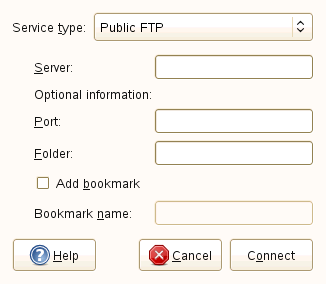 Service type: Public FTP
Server:
Optional information:
Port:
Folder:
Add bookmark
Bookmark name:
Help Cancel Connect